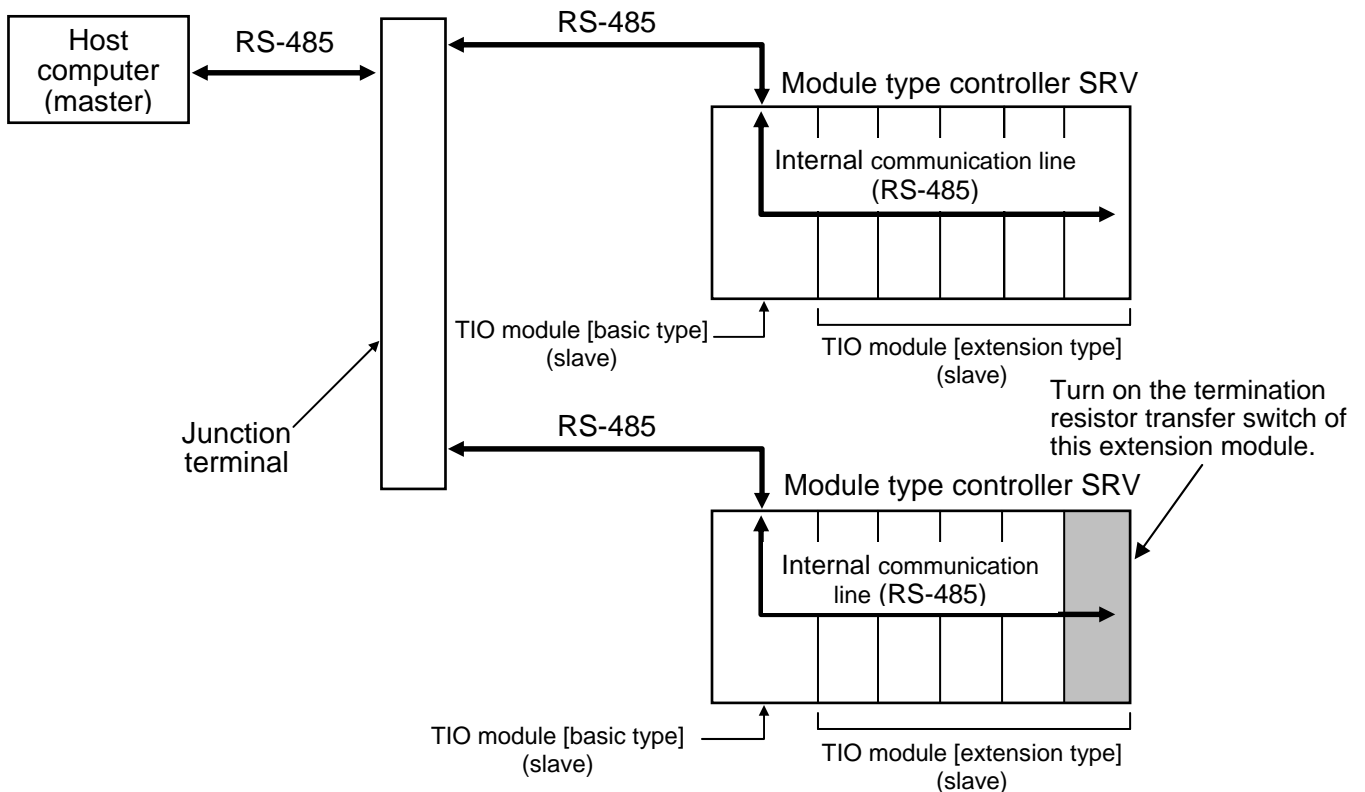 Host
computer
(master)
RS-485
RS-485
Module type controller SRV
Internal communication line
(RS-485)
TIO module [basic type]
(slave)
TIO module [extension type]
(slave)
Turn on the termination
resistor transfer switch of
this extension module.
Junction
terminal
RS-485
Module type controller SRV
Internal communication
line (RS-485)
TIO module [basic type]
(slave)
TIO module [extension type]
(slave)